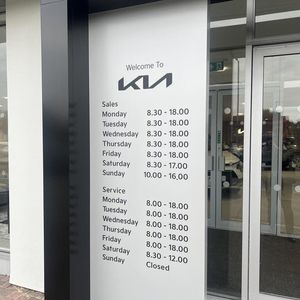 Welcome To
KIA
Sales
Monday 8.30 - 18.00
Tuesday 8.30 - 18.00
Wednesday 8.30 - 18.00
Thursday 8.30 - 18.00
Friday 8.30 - 18.00
Saturday 8.30 - 17.00
Sunday 10.00 - 16.00
Service
Monday 8.00 - 18.00
Tuesday 8.00 - 18.00
Wednesday 8.00 - 18.00
Thursday 8.00 - 18.00
Friday 8.00 - 18.00
Saturday 8.30 - 12.00
Sunday Closed